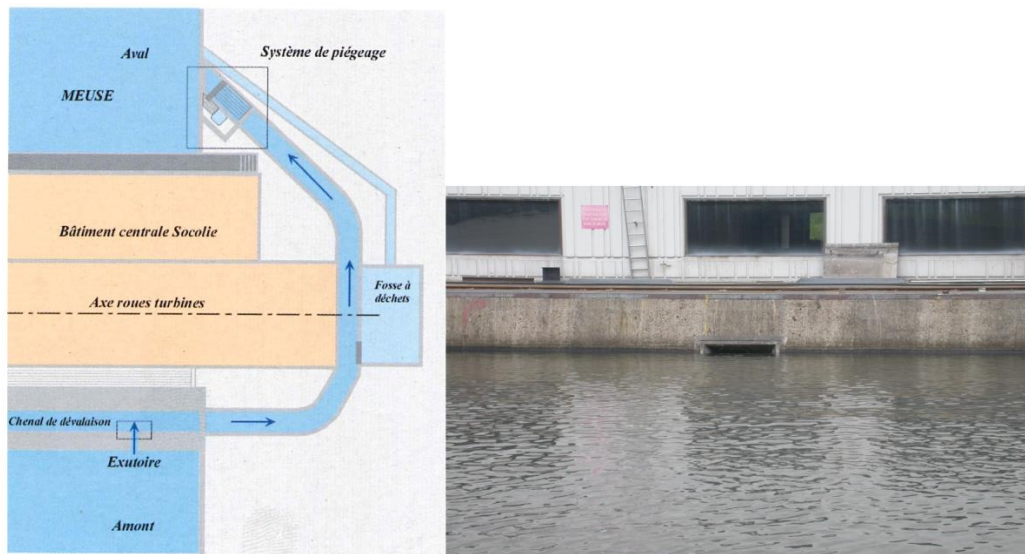 Aval
Système de piégeage
MEUSE
Bâtiment centrale Socolie
Axe roues turbines
Fosse à
déchets
Chenal de dévalaison
Exutoire
Amont